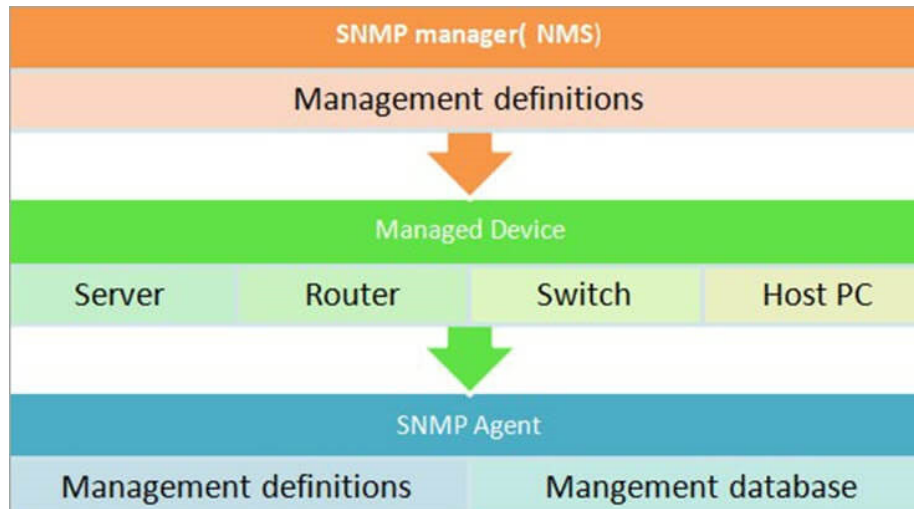 SNMP manager( NMS)
Management definitions
Managed Device
Server Router Switch Host PC
SNMP Agent
Management definitions Mangement database